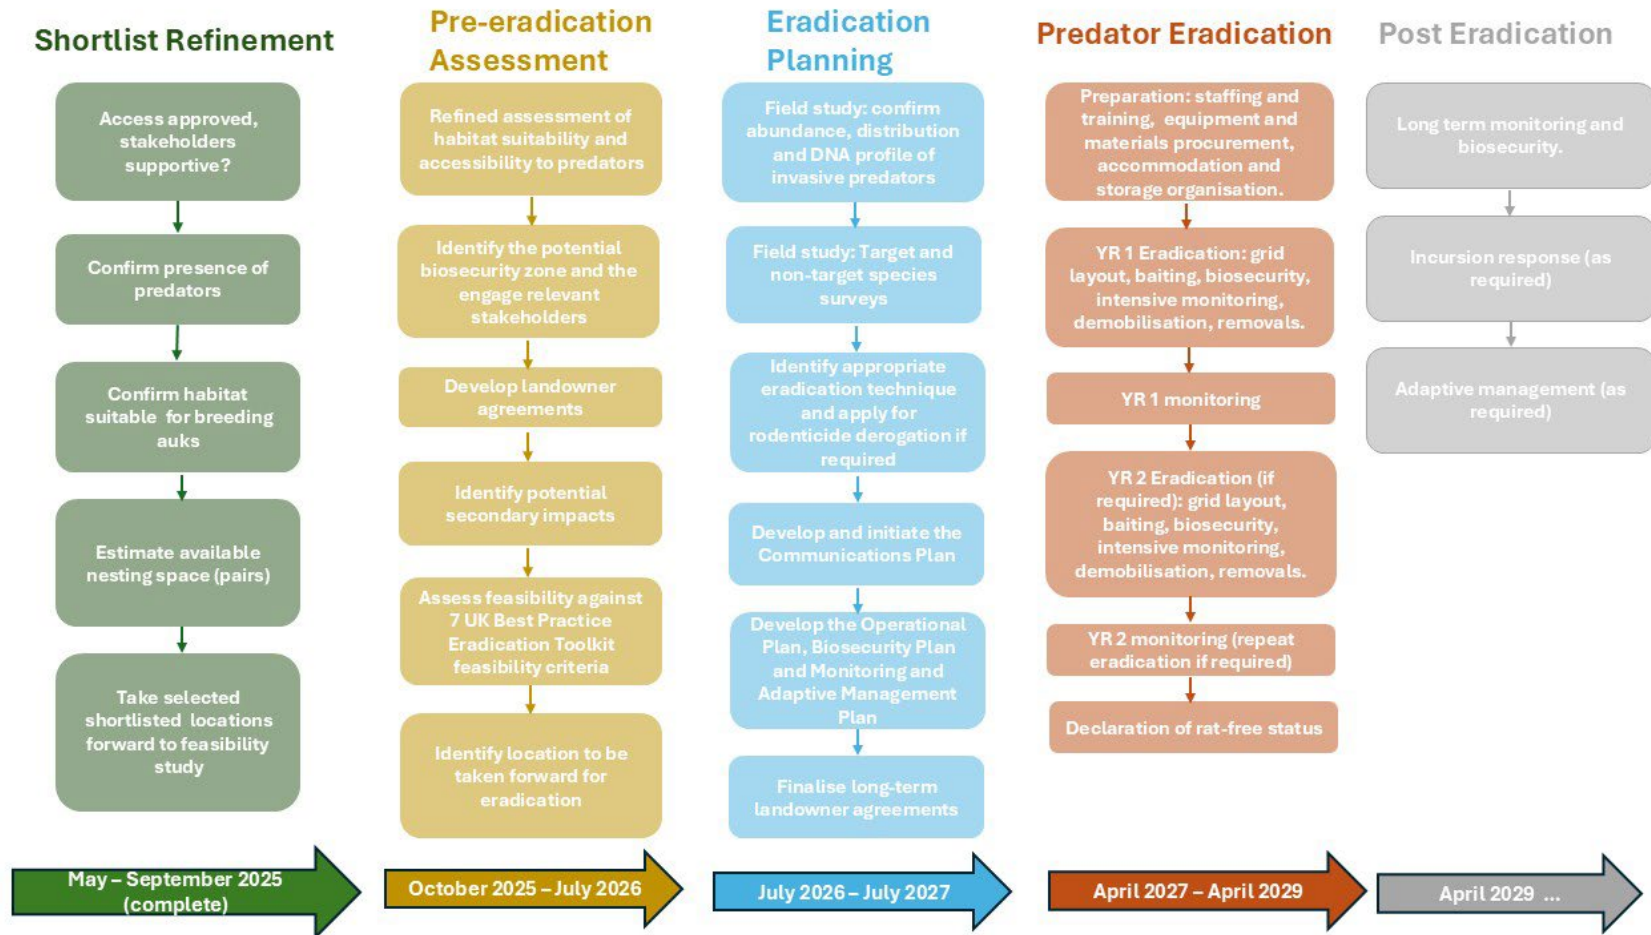 Shortlist Refinement
Access approved,
stakeholders
supportive?
Confirm presence of
predators
Confirm habitat
suitable for breeding
auks
Estimate available
nesting space (pairs)
Take selected
shortlisted locations
forward to feasibility
study
May – September 2025
(complete)
Pre-eradication
Assessment
Refined assessment of
habitat suitability and
accessibility to predators
Identify the potential
biosecurity zone and the
engage relevant
stakeholders
Develop landowner
agreements
Identify potential
secondary impacts
Assess feasibility against
7 UK Best Practice
Eradication Toolkit
feasibility criteria
Identify location to be
taken forward for
eradication
October 2025 – July 2026
Eradication
Planning
Field study: confirm
abundance, distribution
and DNA profile of
invasive predators
Field study: Target and
non-target species
surveys
Identify appropriate
eradication technique
and apply for
rodenticide derogation if
required
Develop and initiate the
Communications Plan
Develop the Operational
Plan, Biosecurity Plan
and Monitoring and
Adaptive Management
Plan
Finalise long-term
landowner agreements
July 2026 – July 2027
Predator Eradication
Preparation: staffing and
training, equipment and
materials procurement,
accommodation and
storage organisation.
YR 1 Eradication: grid
layout, baiting, biosecurity,
intensive monitoring,
demobilisation, removals.
YR 1 monitoring
YR 2 Eradication (if
required): grid layout,
baiting, biosecurity,
intensive monitoring,
demobilisation, removals.
YR 2 monitoring (repeat
eradication if required)
Declaration of rat-free status
April 2027 – April 2029
Post Eradication
Long term monitoring and
biosecurity.
Incursion response (as
required)
Adaptive management (as
required)
April 2029 ...